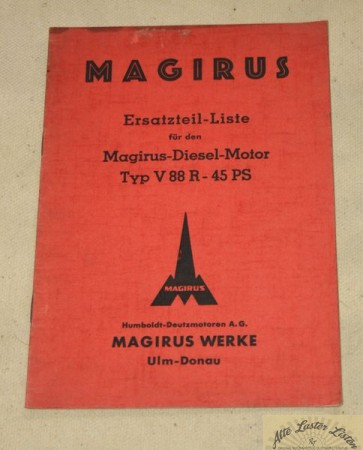 MAGIRUS
Ersatzteil-Liste
für den
Magirus-Diesel-Motor
Typ V 88 R - 45 PS
MAGIRUS
Humboldt-Deutzmotoren A.G.
MAGIRUS WERKE
Ulm-Donau
Alte Laster Listen